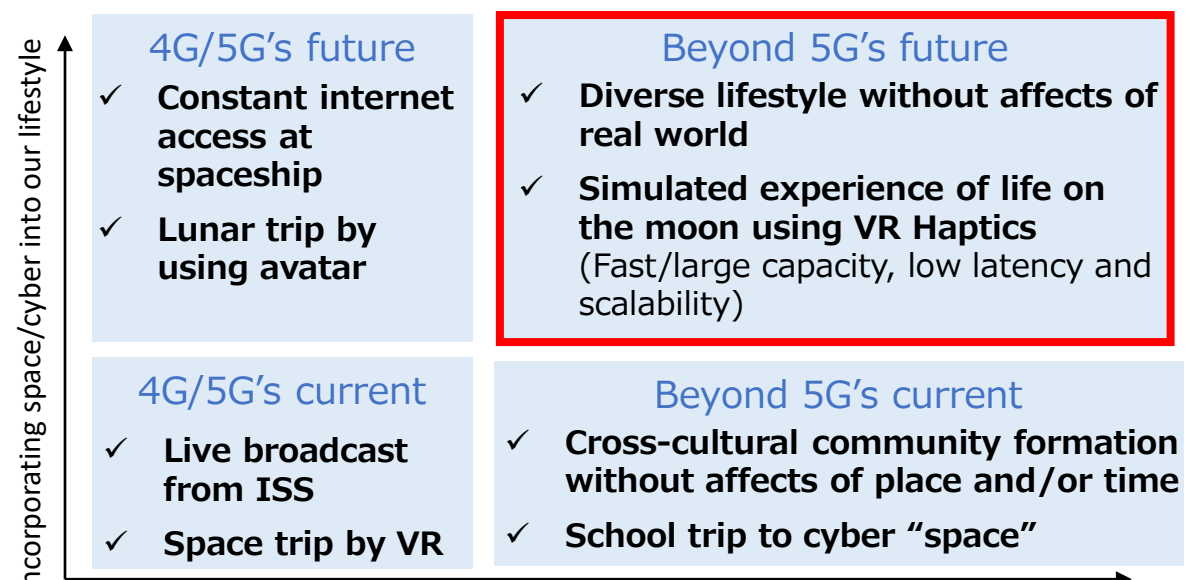 ncorporating space/cyber into our lifestyle
4G/5G’s future
✓ Constant internet
access at
spaceship
✓ Lunar trip by
using avatar
Beyond 5G’s future
✓ Diverse lifestyle without affects of
real world
✓ Simulated experience of life on
the moon using VR Haptics
(Fast/large capacity, low latency and
scalability)
4G/5G’s current
✓ Live broadcast
from ISS
✓ Space trip by VR
Beyond 5G’s current
✓ Cross-cultural community formation
without affects of place and/or time
✓ School trip to cyber “space”